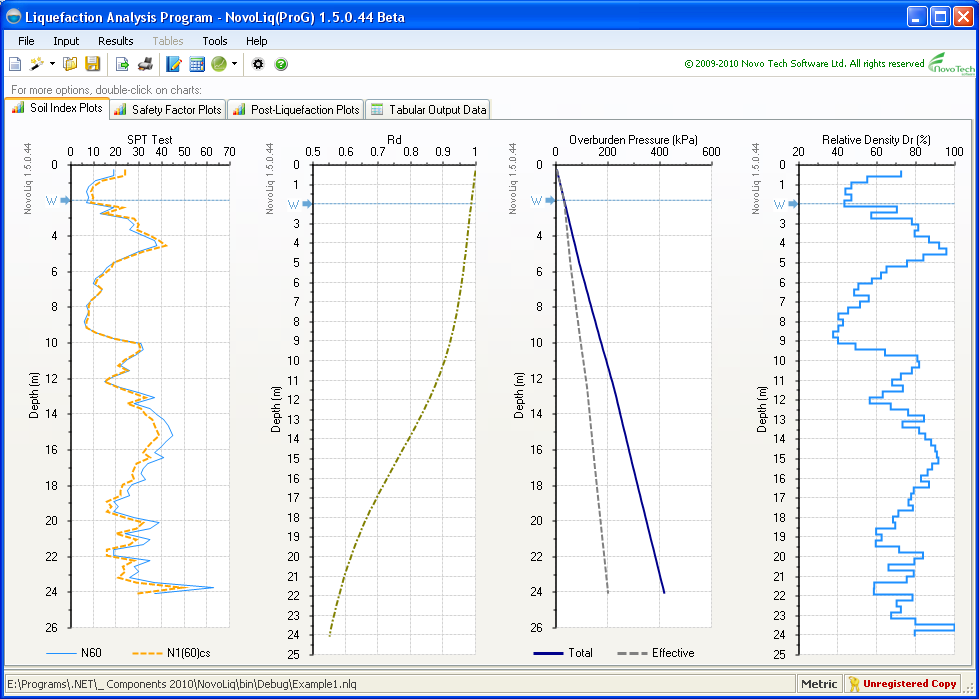 Liquefaction Analysis Program - NovoLiq(ProG) 1.5.0.44 Beta
File Input Results Tables Tools Help
© 2009-2010 Novo Tech Software Ltd. All rights reserved
NovoTech
software
For more options, double-click on charts:
Soil Index Plots Safety Factor Plots Post-Liquefaction Plots Tabular Output Data
SPT Test
0 10 20 30 40 50 60 70
NovoLiq 1.5.0.44
0
W
4
6
8
10
12
14
16
18
20
22
24
26
Depth (m)
N60 N1(60)cs
Rd
0.5 0.6 0.7 0.8 0.9 1
NovoLiq 1.5.0.44
0
1
W
3
4
5
6
7
8
9
10
11
12
13
14
15
16
17
18
19
20
21
22
23
24
25
Depth (m)
Overburden Pressure (kPa)
0 200 400 600
NovoLiq 1.5.0.44
0
W
4
6
8
10
12
14
16
18
20
22
24
26
Depth (m)
Total Effective
Relative Density Dr (%)
20 40 60 80 100
NovoLiq 1.5.0.44
0
1
W
3
4
5
6
7
8
9
10
11
12
13
14
15
16
17
18
19
20
21
22
23
24
25
Depth (m)
E:\Programs\.NET\_ Components 2010\NovoLiq\bin\Debug\Example1.nlq
Metric
Unregistered Copy